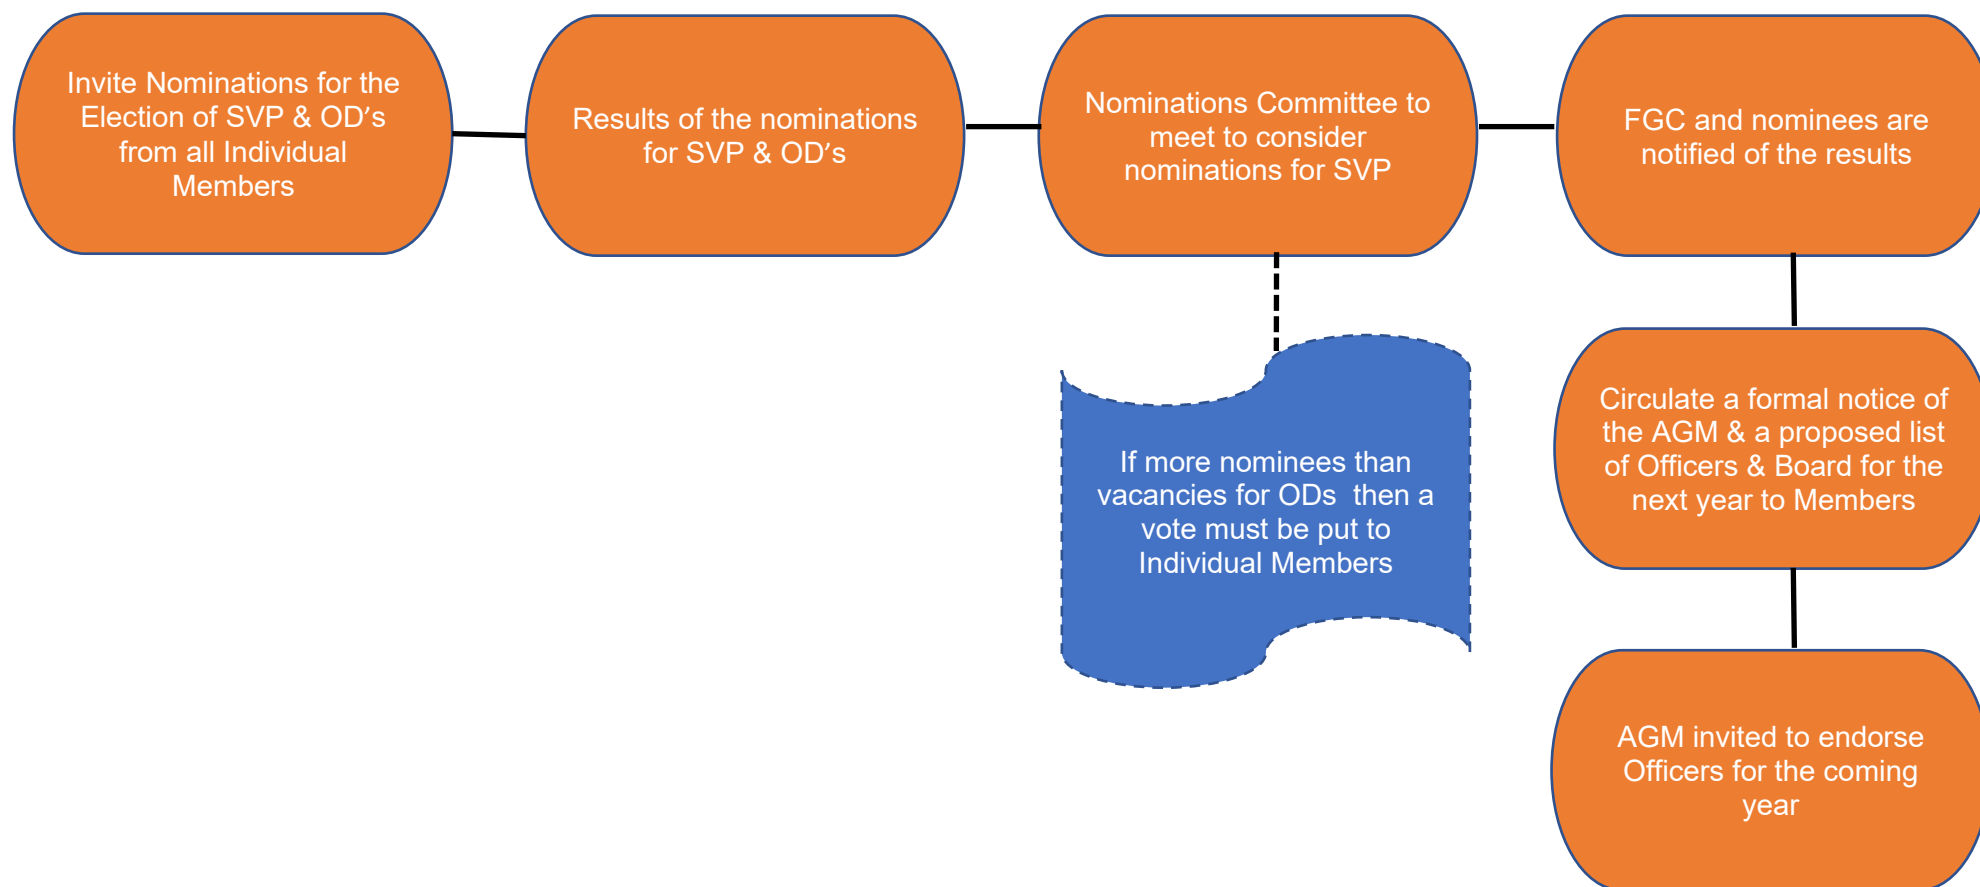 Invite Nominations for the
Election of SVP & OD’s
from all Individual
Members
Results of the nominations
for SVP & OD’s
Nominations Committee to
meet to consider
nominations for SVP
FGC and nominees are
notified of the results
If more nominees than
vacancies for ODs  then a
vote must be put to
Individual Members
Circulate a formal notice of
the AGM & a proposed list
of Officers & Board for the
next year to Members
AGM invited to endorse
Officers for the coming
year